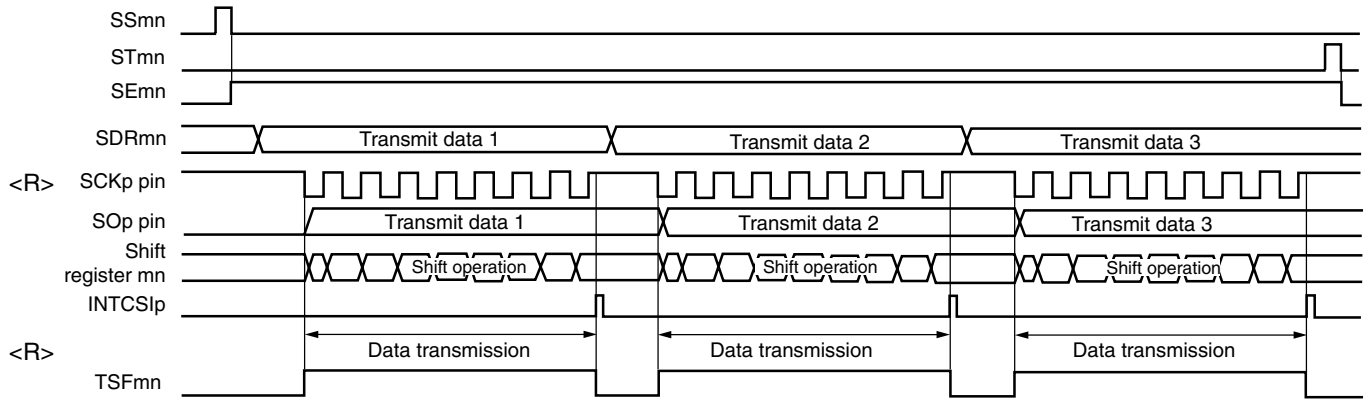 SSmn
STmn
SEmn
SDRmn Transmit data 1 Transmit data 2 Transmit data 3
<R> SCKp pin
SOp pin Transmit data 1 Transmit data 2 Transmit data 3
Shift
register mn Shift operation Shift operation Shift operation
INTCSIp
<R> Data transmission Data transmission Data transmission
TSFmn